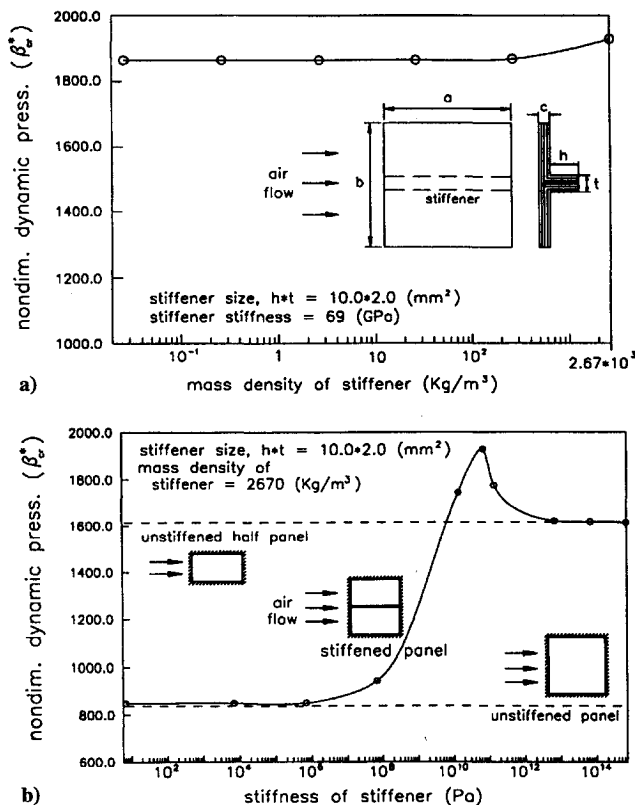 nondim. dynamic press. (β*cr)
2000.0
1800.0
1600.0
1400.0
1200.0
1000.0
a
c
b
h
t
air
flow
stiffener
stiffener size, h*t = 10.0*2.0 (mm²)
stiffener stiffness = 69 (GPa)
10⁻¹ 1 10 10² 2.67*10³
a) mass density of stiffener (Kg/m³)
nondim. dynamic press. (β*cr)
2000.0
1800.0
1600.0
1400.0
1200.0
1000.0
800.0
600.0
stiffener size, h*t = 10.0*2.0 (mm²)
mass density of
stiffener = 2670 (Kg/m³)
unstiffened half panel
air
flow
stiffened panel
unstiffened panel
10² 10⁴ 10⁶ 10⁸ 10¹⁰ 10¹² 10¹⁴
b) stiffness of stiffener (Pa)